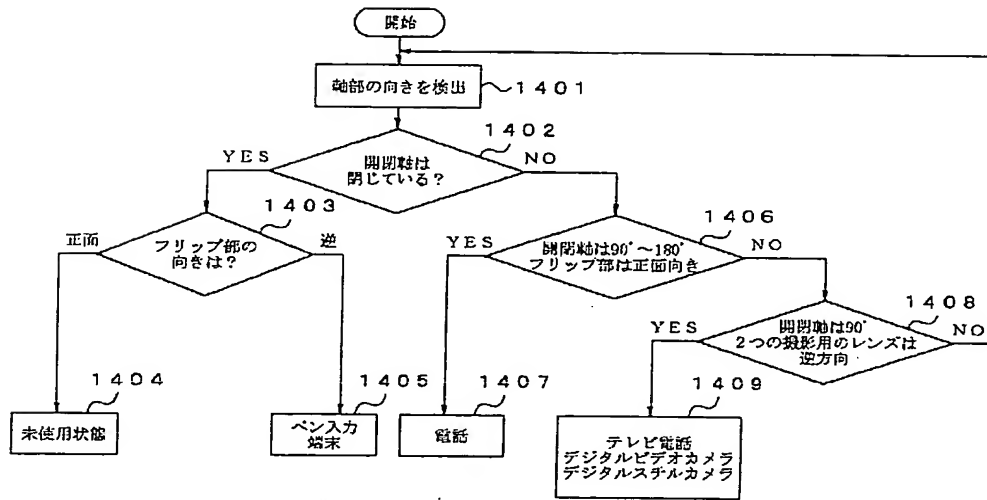 開始
軸部の向きを検出
1401
1402
YES
開閉軸は
閉じている？
NO
1403
正面
フリップ部の
向きは？
逆
1406
YES
開閉軸は90°～180°
フリップ部は正面向き
NO
1408
YES
開閉軸は90°
２つの撮影用のレンズは
逆方向
NO
1404
未使用状態
1405
ペン入力
端末
1407
電話
1409
テレビ電話
デジタルビデオカメラ
デジタルスチルカメラ